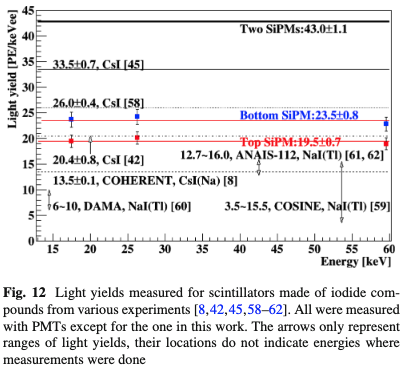 Light yield [PE/keVee]
45
40
35
30
25
20
15
10
5
0
Two SiPMs:43.0±1.1
33.5±0.7, CsI [45]
26.0±0.4, CsI [58]
Bottom SiPM:23.5±0.8
Top SiPM:19.5±0.7
20.4±0.8, CsI [42]
12.7~16.0, ANAIS-112, NaI(Tl) [61, 62]
13.5±0.1, COHERENT, CsI(Na) [8]
6~10, DAMA, NaI(Tl) [60]
3.5~15.5, COSINE, NaI(Tl) [59]
15 20 25 30 35 40 45 50 55 60
Energy [keV]
Fig. 12 Light yields measured for scintillators made of iodide com-
pounds from various experiments [8,42,45,58–62]. All were measured
with PMTs except for the one in this work. The arrows only represent
ranges of light yields, their locations do not indicate energies where
measurements were done